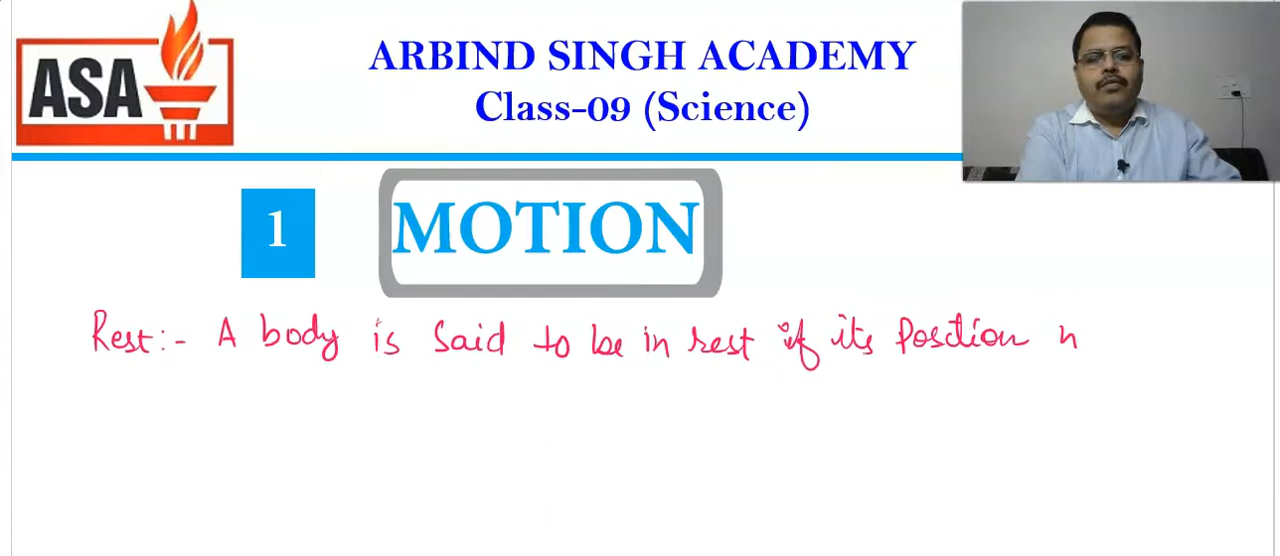 ASA
ARBIND SINGH ACADEMY
Class-09 (Science)
1
MOTION
Rest:- A body is said to be in rest if its Position n